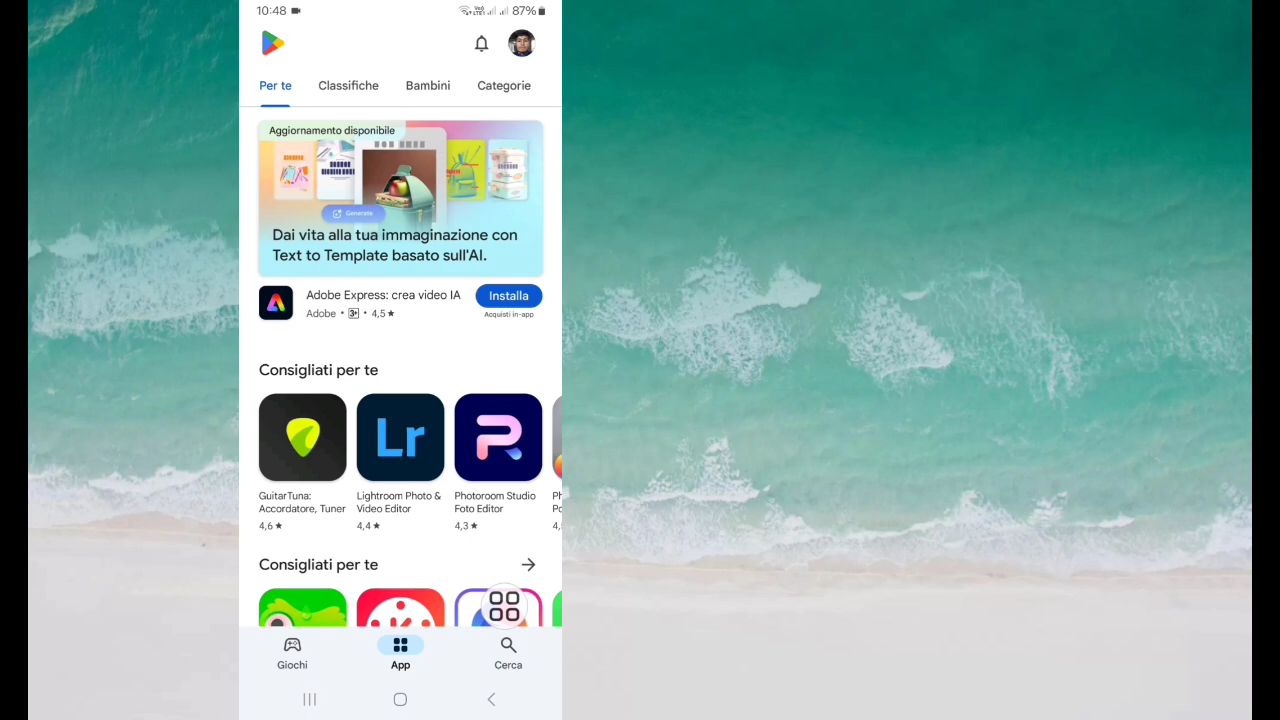 10:48 87%
Per te Classifiche Bambini Categorie
Aggiornamento disponibile
Generate
Dai vita alla tua immaginazione con
Text to Template basato sull'AI.
Adobe Express: crea video IA
Installa
Adobe • 3+ • 4,5 ★
Acquisti in-app
Consigliati per te
Lr
GuitarTuna:
Accordatore, Tuner
4,6 ★
Lightroom Photo &
Video Editor
4,4 ★
Photoroom Studio
Foto Editor
4,3 ★
Consigliati per te
Giochi App Cerca